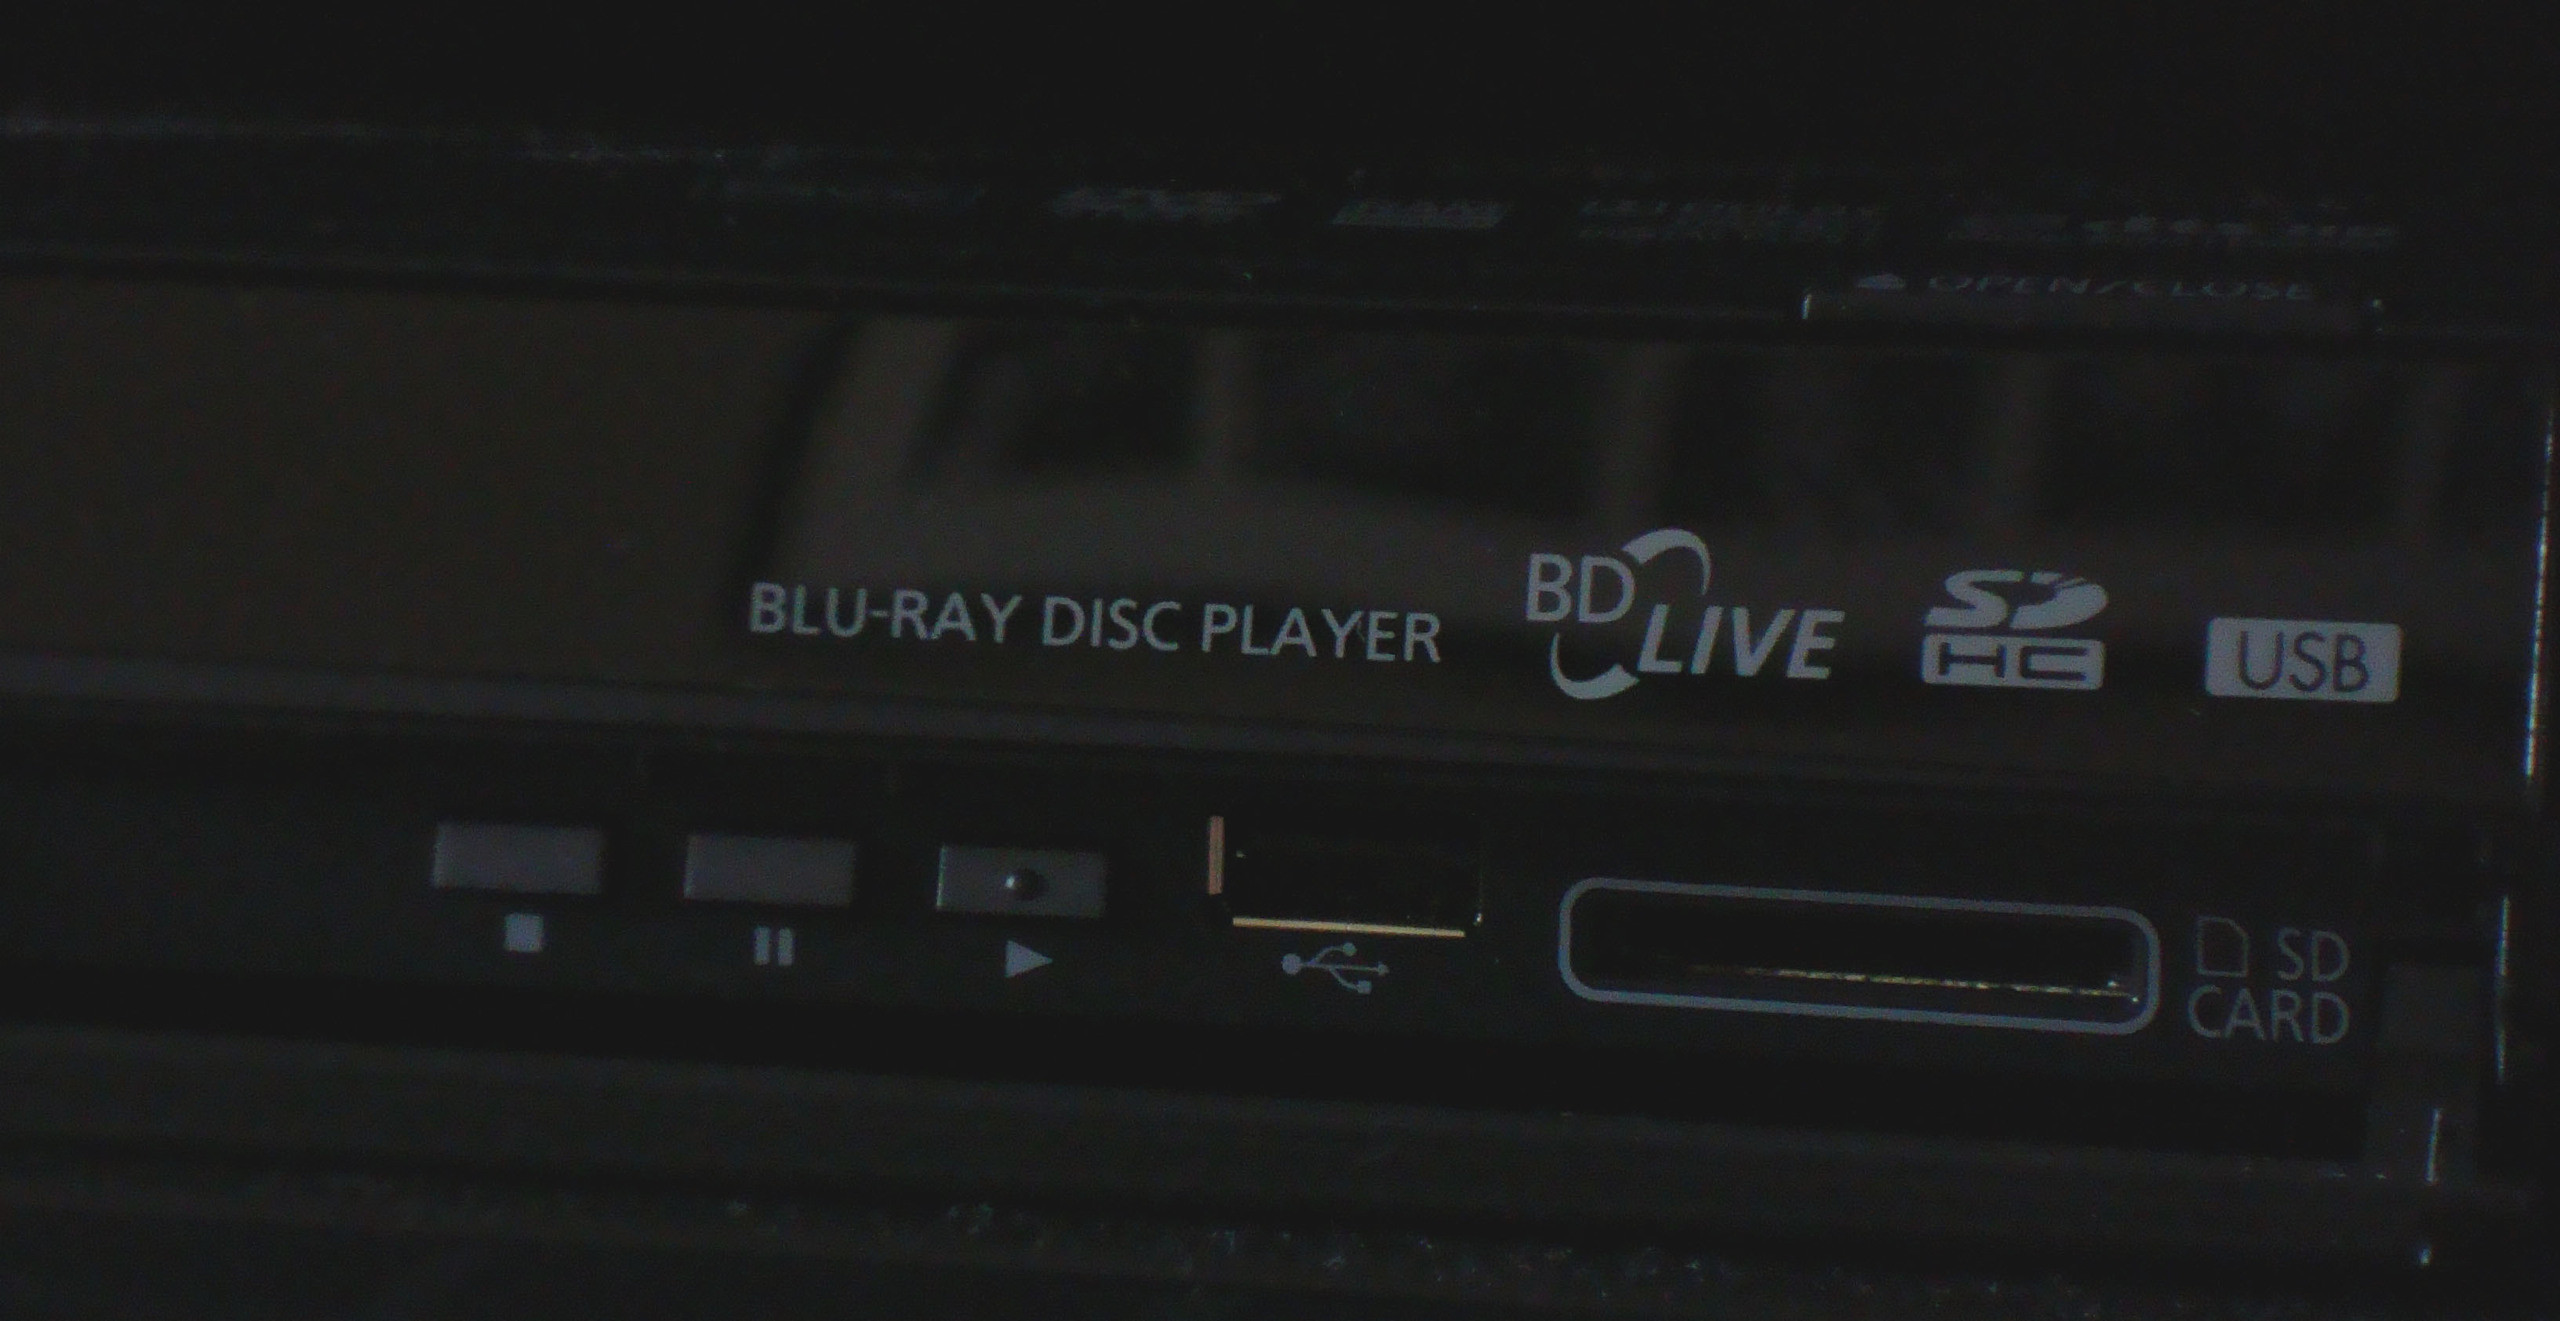 OPEN/CLOSE
BLU-RAY DISC PLAYER
BD LIVE
SD HC
USB
SD
CARD